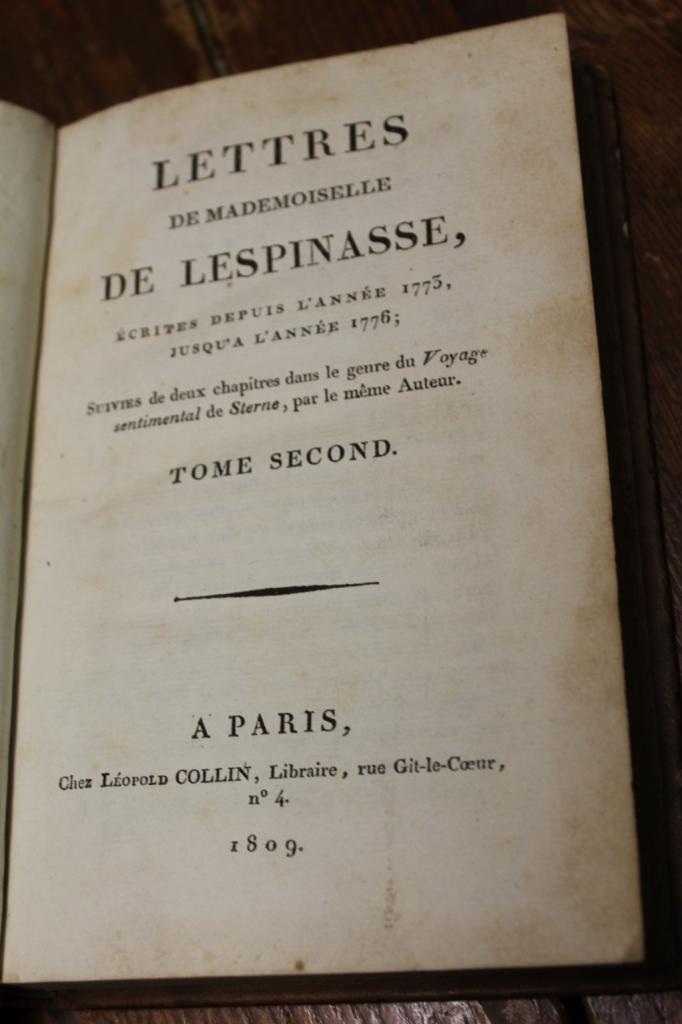 LETTRES
DE MADEMOISELLE
DE LESPINASSE,
ÉCRITES DEPUIS L'ANNÉE 1773,
JUSQU'A L'ANNÉE 1776;
SUIVIES de deux chapitres dans le genre du Voyage
sentimental de Sterne, par le même Auteur.
TOME SECOND.
A PARIS,
Chez LÉOPOLD COLLIN, Libraire, rue Git-le-Cœur,
nº 4.
1809.